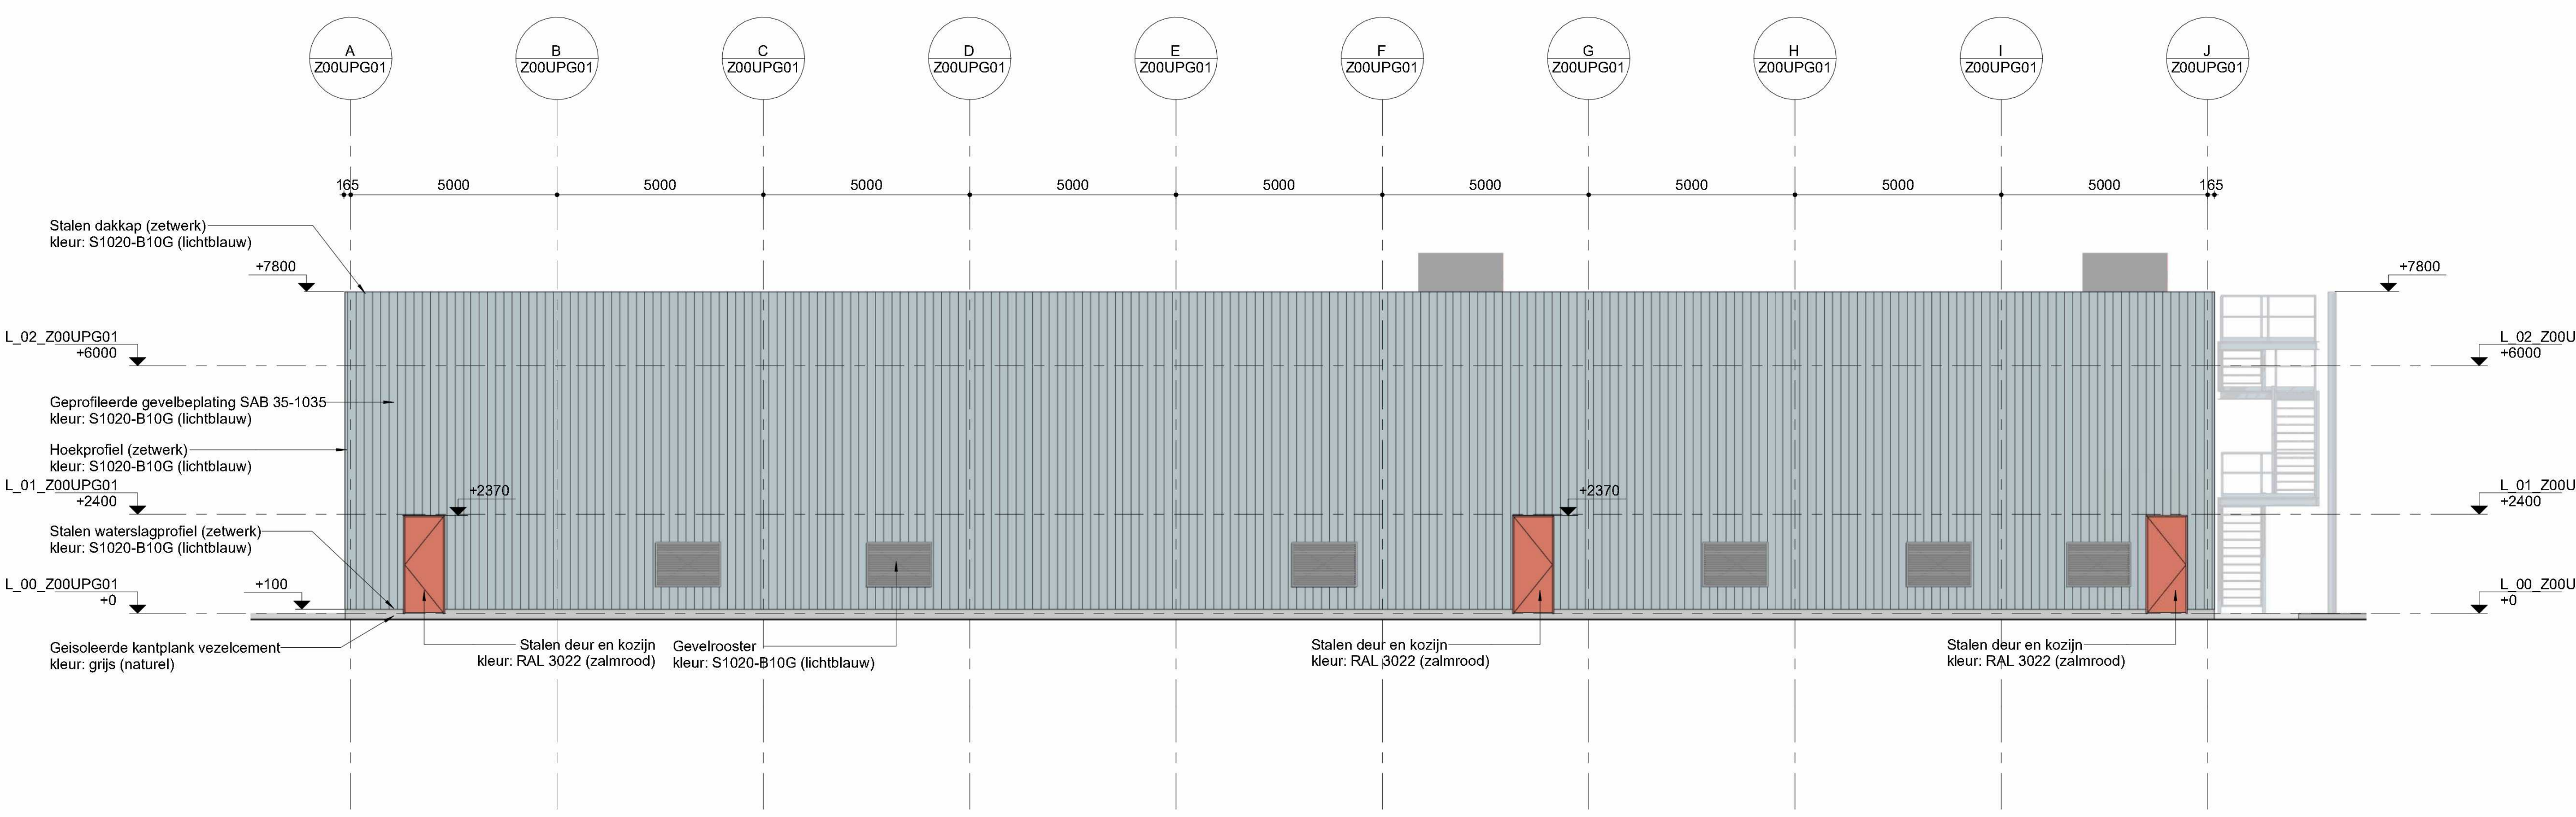 A
Z00UPG01
B
Z00UPG01
C
Z00UPG01
D
Z00UPG01
E
Z00UPG01
F
Z00UPG01
G
Z00UPG01
H
Z00UPG01
I
Z00UPG01
J
Z00UPG01
165 5000 5000 5000 5000 5000 5000 5000 5000 5000 165
Stalen dakkap (zetwerk)
kleur: S1020-B10G (lichtblauw)
+7800
+7800
L_02_Z00UPG01
+6000
L_02_Z00U
+6000
Geprofileerde gevelbeplating SAB 35-1035
kleur: S1020-B10G (lichtblauw)
Hoekprofiel (zetwerk)
kleur: S1020-B10G (lichtblauw)
L_01_Z00UPG01
+2400
+2370
+2370
L_01_Z00U
+2400
Stalen waterslagprofiel (zetwerk)
kleur: S1020-B10G (lichtblauw)
L_00_Z00UPG01
+0
+100
L_00_Z00U
+0
Geisoleerde kantplank vezelcement
kleur: grijs (naturel)
Stalen deur en kozijn
kleur: RAL 3022 (zalmrood)
Gevelrooster
kleur: S1020-B10G (lichtblauw)
Stalen deur en kozijn
kleur: RAL 3022 (zalmrood)
Stalen deur en kozijn
kleur: RAL 3022 (zalmrood)